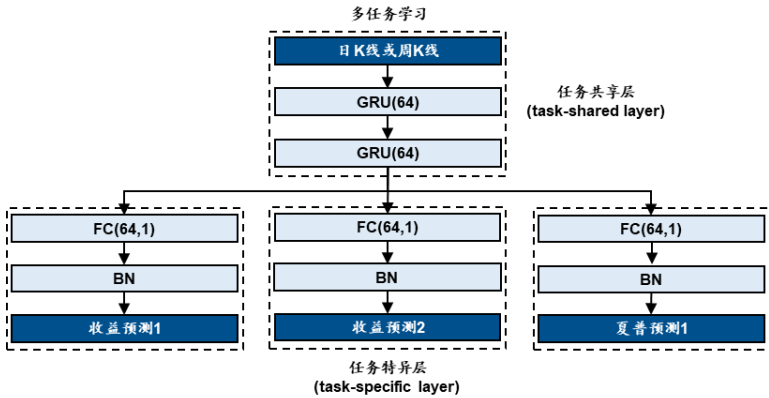 多任务学习
日K线或周K线
GRU(64)
GRU(64)
任务共享层
(task-shared layer)
FC(64,1)
FC(64,1)
FC(64,1)
BN
BN
BN
收益预测1
收益预测2
夏普预测1
任务特异层
(task-specific layer)